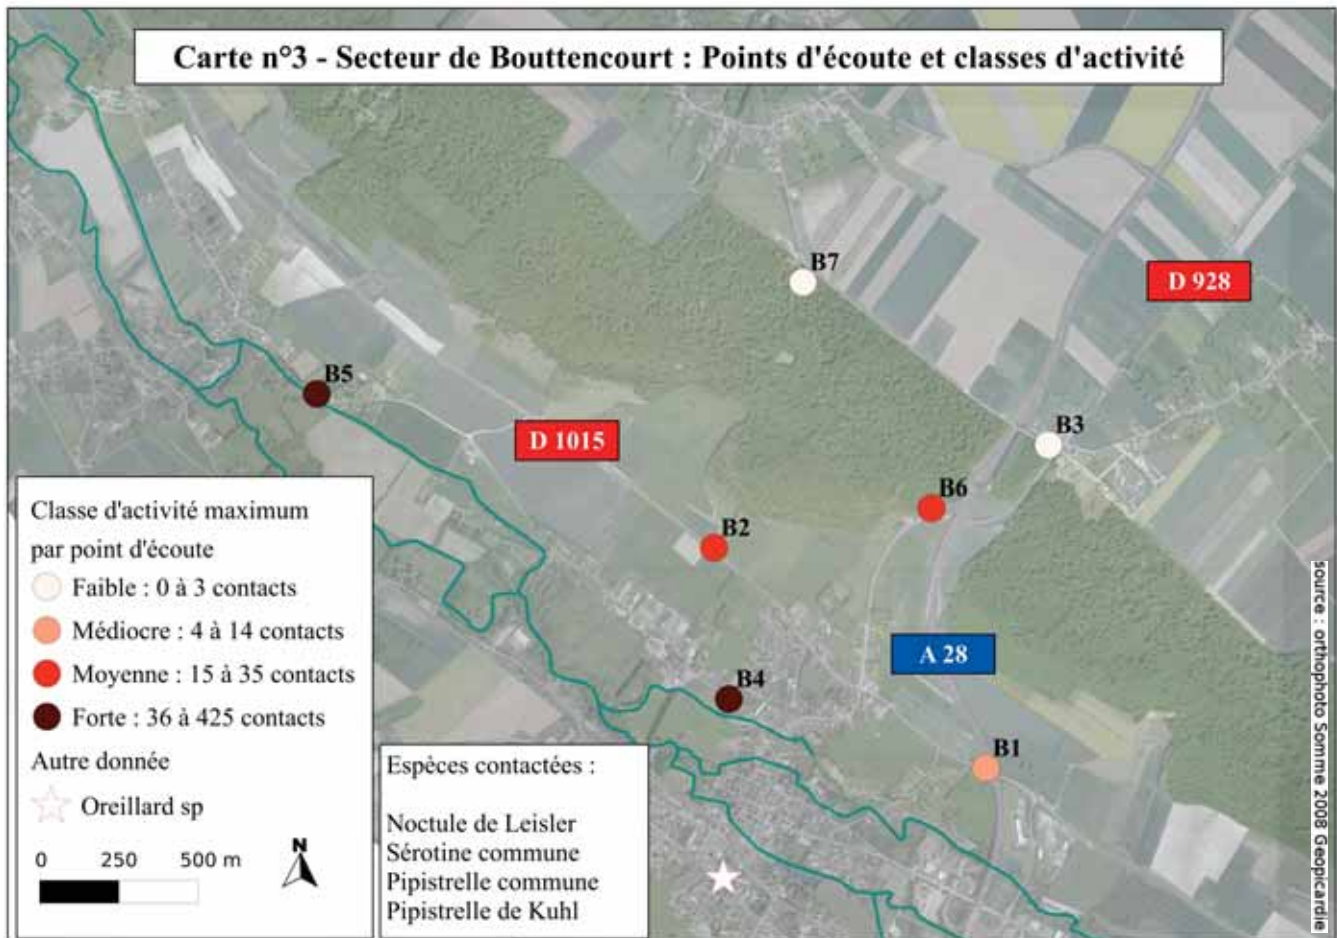 Carte n°3 - Secteur de Bouttencourt : Points d'écoute et classes d'activité
B7
D 928
B5
B3
D 1015
B6
B2
A 28
B4
B1
Classe d'activité maximum
par point d'écoute
Faible : 0 à 3 contacts
Médiocre : 4 à 14 contacts
Moyenne : 15 à 35 contacts
Forte : 36 à 425 contacts
Autre donnée
Oreillard sp
0 250 500 m
N
Espèces contactées :
Noctule de Leisler
Sérotine commune
Pipistrelle commune
Pipistrelle de Kuhl
source : orthophoto Somme 2008 Geopicardie